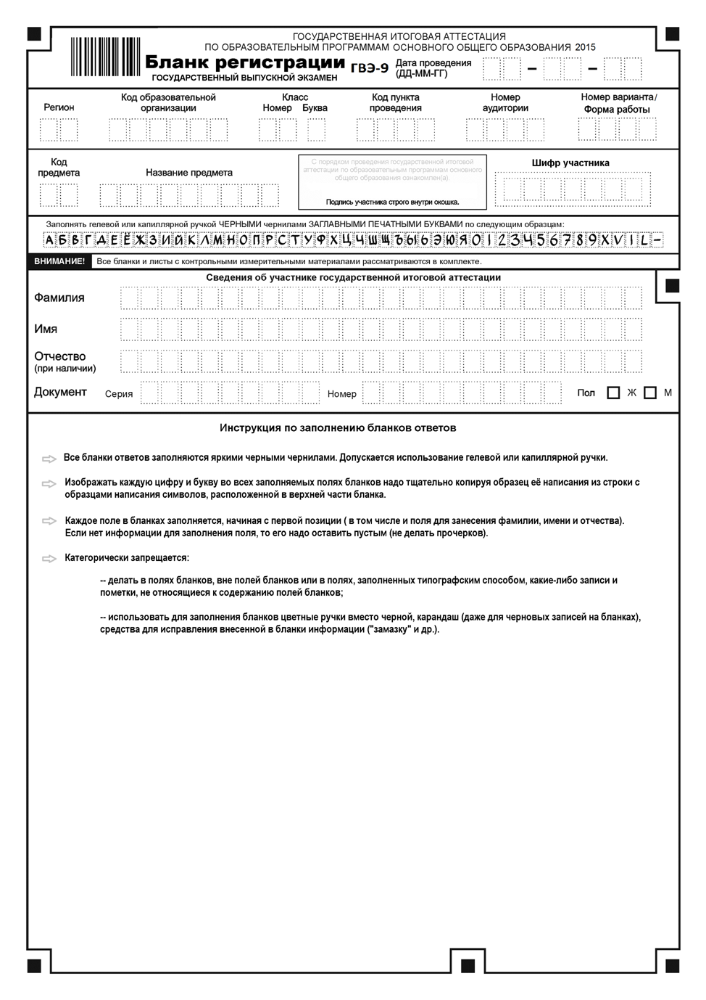 ГОСУДАРСТВЕННАЯ ИТОГОВАЯ АТТЕСТАЦИЯ
ПО ОБРАЗОВАТЕЛЬНЫМ ПРОГРАММАМ ОСНОВНОГО ОБЩЕГО ОБРАЗОВАНИЯ 2015
Бланк регистрации ГВЭ-9 Дата проведения
(ДД-ММ-ГГ) – –
ГОСУДАРСТВЕННЫЙ ВЫПУСКНОЙ ЭКЗАМЕН
Регион
Код образовательной
организации
Класс
Номер Буква
Код пункта
проведения
Номер
аудитории
Номер варианта/
Форма работы
Код
предмета
Название предмета
С порядком проведения государственной итоговой
аттестации по образовательным программам основного
общего образования ознакомлен(а).
Подпись участника строго внутри окошка.
Шифр участника
Заполнять гелевой или капиллярной ручкой ЧЕРНЫМИ чернилами ЗАГЛАВНЫМИ ПЕЧАТНЫМИ БУКВАМИ по следующим образцам:
АБВГДЕЁЖЗИЙКЛМНОПРСТУФХЦЧШЩЪЫЬЭЮЯ0123456789XVIL-
ВНИМАНИЕ! Все бланки и листы с контрольными измерительными материалами рассматриваются в комплекте.
Сведения об участнике государственной итоговой аттестации
Фамилия
Имя
Отчество
(при наличии)
Документ Серия Номер Пол Ж М
Инструкция по заполнению бланков ответов
Все бланки ответов заполняются яркими черными чернилами. Допускается использование гелевой или капиллярной ручки.
Изображать каждую цифру и букву во всех заполняемых полях бланков надо тщательно копируя образец её написания из строки с
образцами написания символов, расположенной в верхней части бланка.
Каждое поле в бланках заполняется, начиная с первой позиции ( в том числе и поля для занесения фамилии, имени и отчества).
Если нет информации для заполнения поля, то его надо оставить пустым (не делать прочерков).
Категорически запрещается:
-- делать в полях бланков, вне полей бланков или в полях, заполненных типографским способом, какие-либо записи и
пометки, не относящиеся к содержанию полей бланков;
-- использовать для заполнения бланков цветные ручки вместо черной, карандаш (даже для черновых записей на бланках),
средства для исправления внесенной в бланки информации ("замазку" и др.).